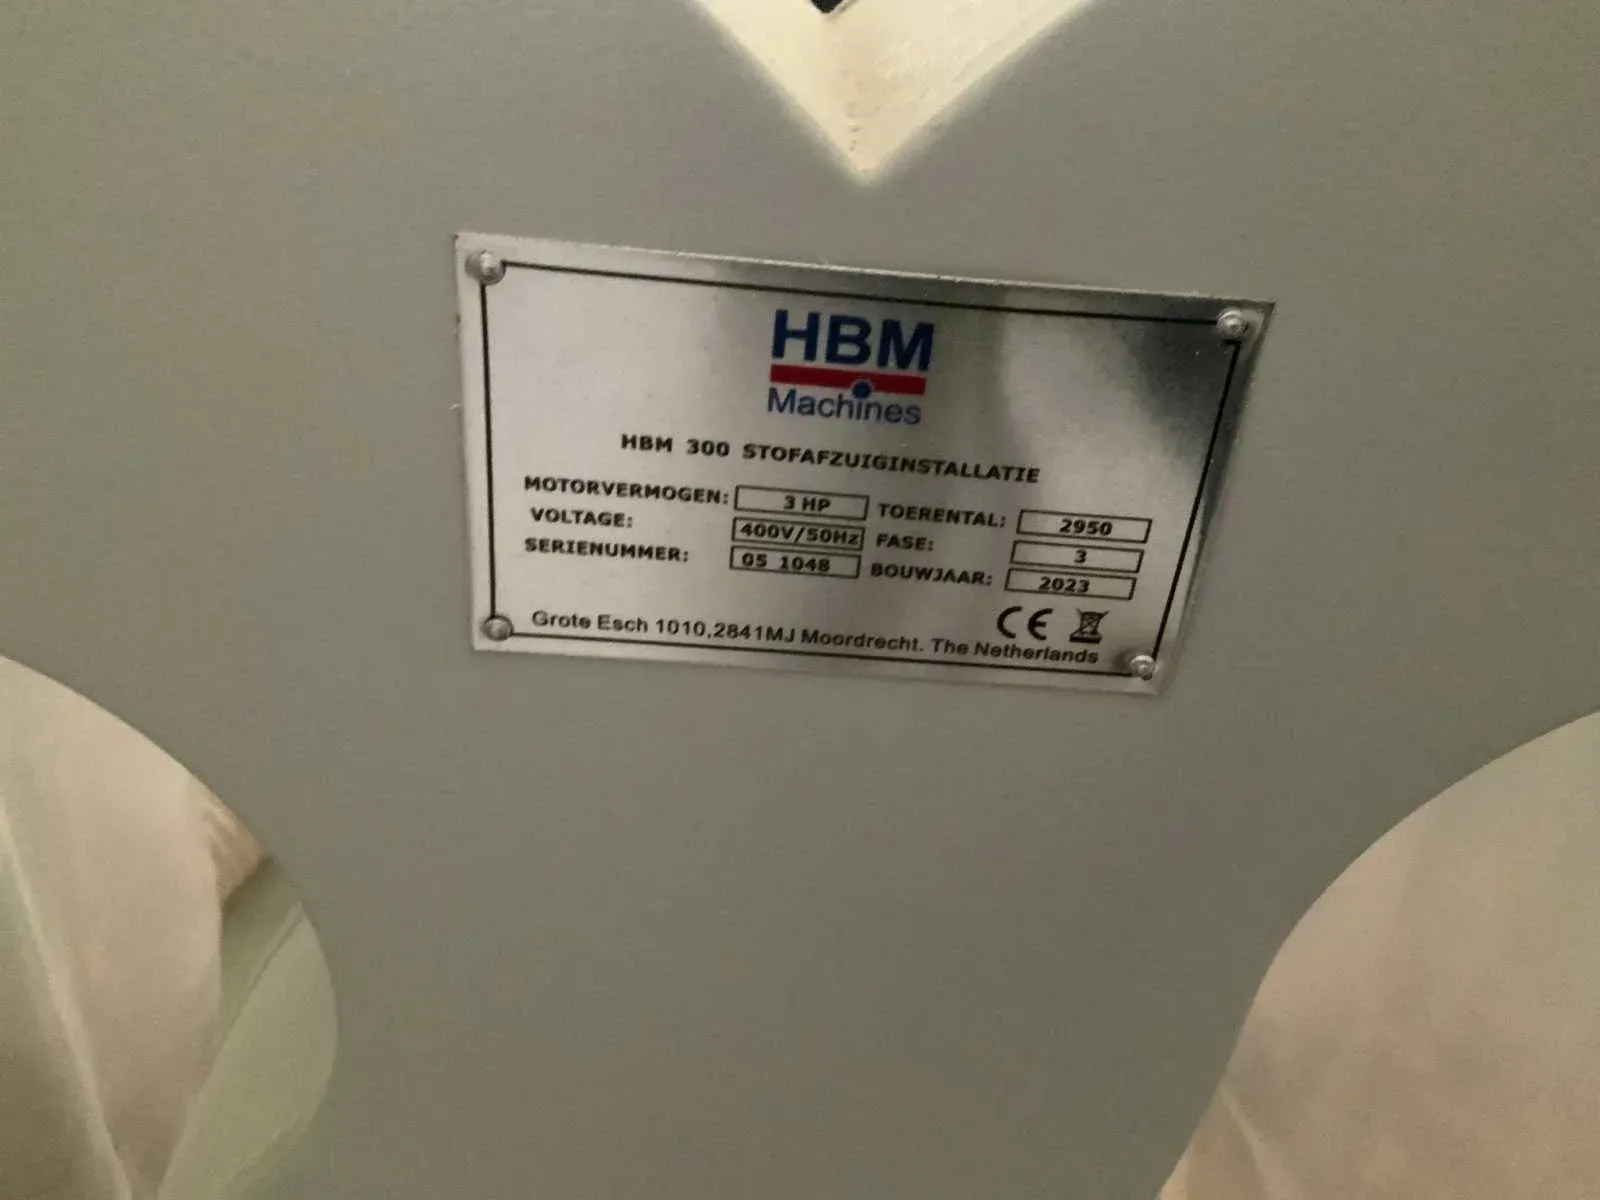 HBM
Machines
HBM 300 STOFAFZUIGINSTALLATIE
MOTORVERMOGEN: 3 HP TOERENTAL: 2950
VOLTAGE: 400V/50Hz FASE: 3
SERIENUMMER: 05 1048 BOUWJAAR: 2023
CE
Grote Esch 1010,2841MJ Moordrecht. The Netherlands